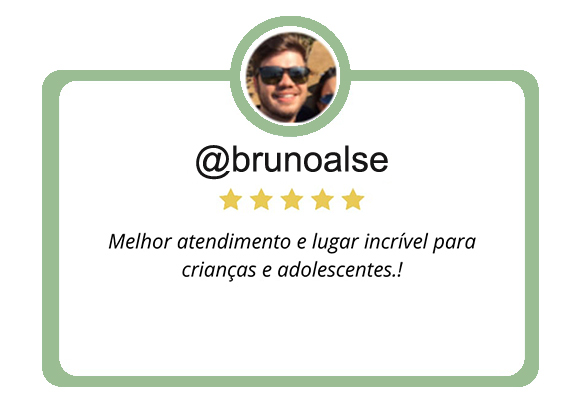 @brunoalse
Melhor atendimento e lugar incrível para
crianças e adolescentes.!